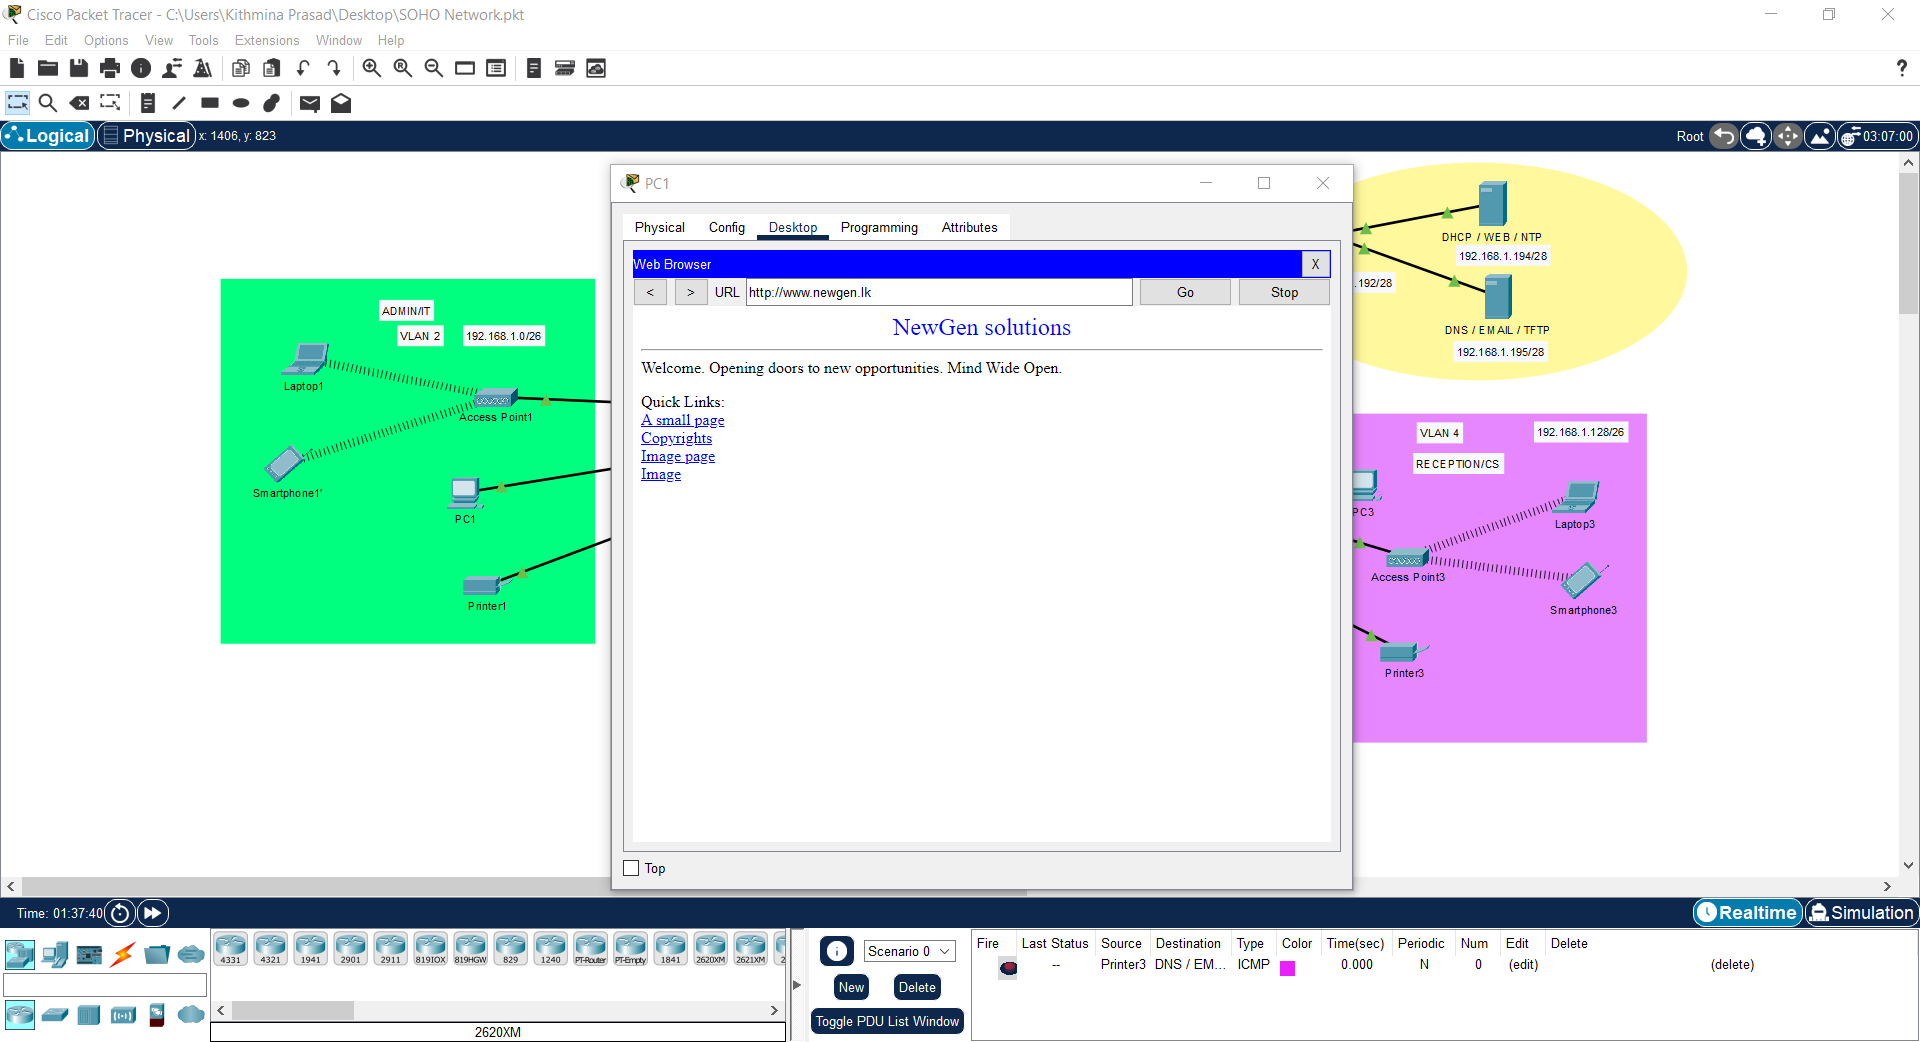 Cisco Packet Tracer - C:\Users\Kithmina Prasad\Desktop\SOHO Network.pkt
File Edit Options View Tools Extensions Window Help
?
Logical Physical x: 1406, y: 823 Root 03:07:00
PC1
Physical Config Desktop Programming Attributes
Web Browser X
< > URL http://www.newgen.lk Go Stop
NewGen solutions
Welcome. Opening doors to new opportunities. Mind Wide Open.
Quick Links:
A small page
Copyrights
Image page
Image
Top
ADMIN/IT
VLAN 2 192.168.1.0/26
Laptop1
Access Point1
Smartphone1'
PC1
Printer1
DHCP / WEB / NTP
192.168.1.194/28
.192/28
DNS / EMAIL / TFTP
192.168.1.195/28
VLAN 4 192.168.1.128/26
RECEPTION/CS
PC3
Laptop3
Access Point3
Smartphone3
Printer3
Time: 01:37:40 Realtime Simulation
4331 4321 1941 2901 2911 819IOX 819HGW 829 1240 PT-Router PT-Empty 1841 2620XM 2621XM 2
2620XM
Scenario 0
New Delete
Toggle PDU List Window
Fire Last Status Source Destination Type Color Time(sec) Periodic Num Edit Delete
-- Printer3 DNS / EM... ICMP 0.000 N 0 (edit) (delete)